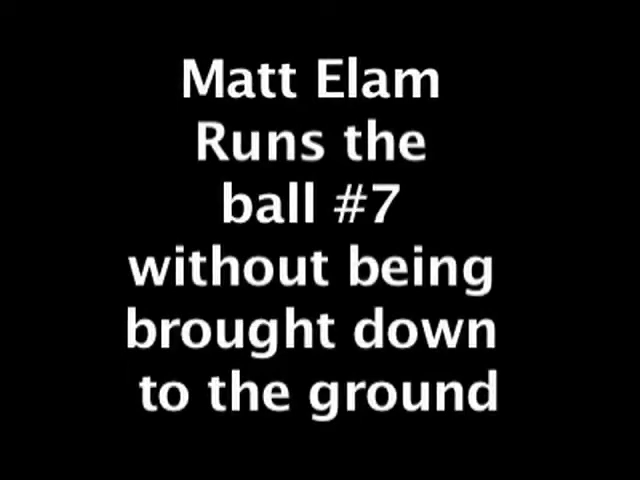 Matt Elam
Runs the
ball #7
without being
brought down
to the ground